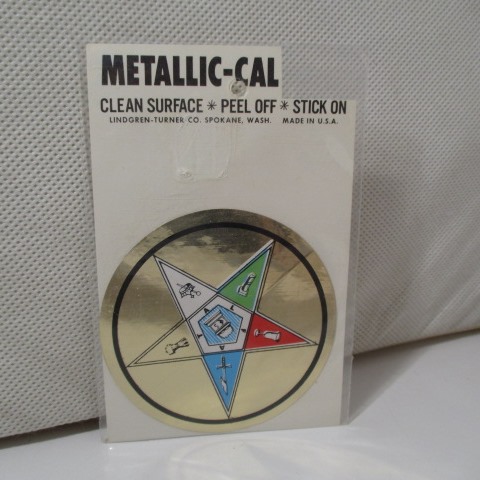 METALLIC-CAL
CLEAN SURFACE * PEEL OFF * STICK ON
LINDGREN-TURNER CO. SPOKANE, WASH. MADE IN U.S.A.